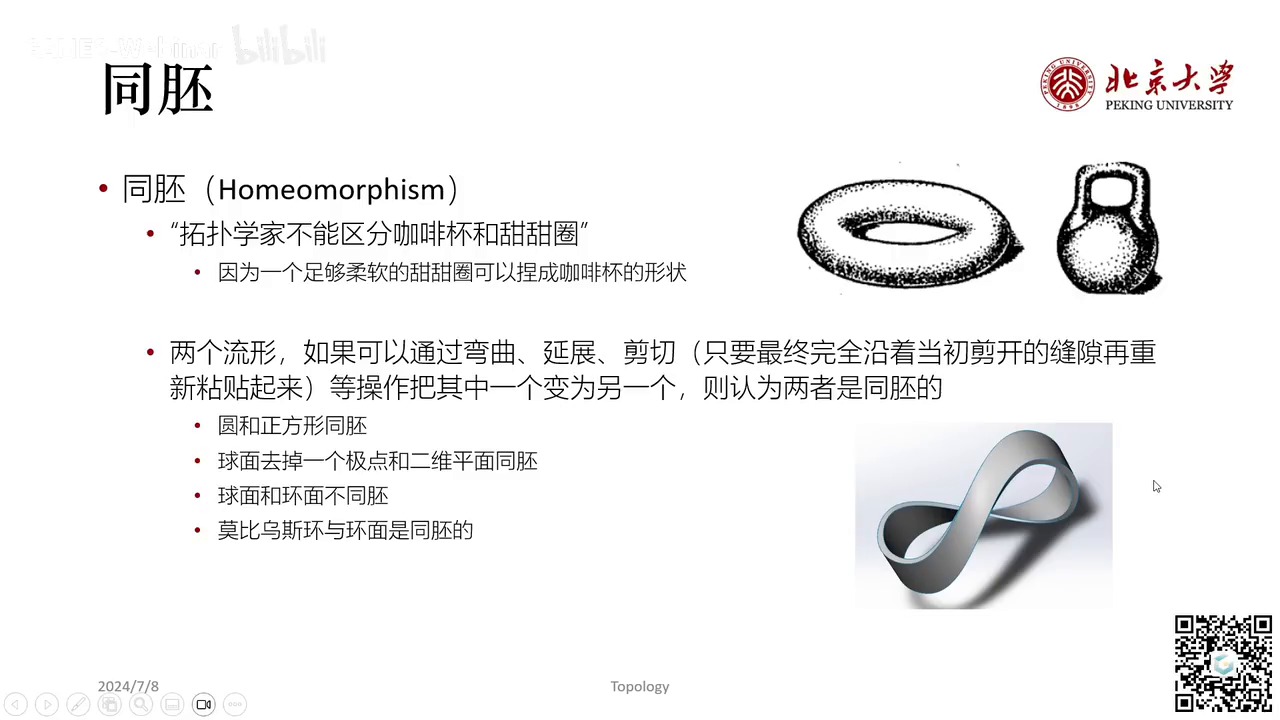 bilibili
同胚
北京大学
PEKING UNIVERSITY
PEKING UNIVERSITY
1898
• 同胚（Homeomorphism）
• “拓扑学家不能区分咖啡杯和甜甜圈”
• 因为一个足够柔软的甜甜圈可以捏成咖啡杯的形状
• 两个流形，如果可以通过弯曲、延展、剪切（只要最终完全沿着当初剪开的缝隙再重
新粘贴起来）等操作把其中一个变为另一个，则认为两者是同胚的
• 圆和正方形同胚
• 球面去掉一个极点和二维平面同胚
• 球面和环面不同胚
• 莫比乌斯环与环面是同胚的
2024/7/8
Topology